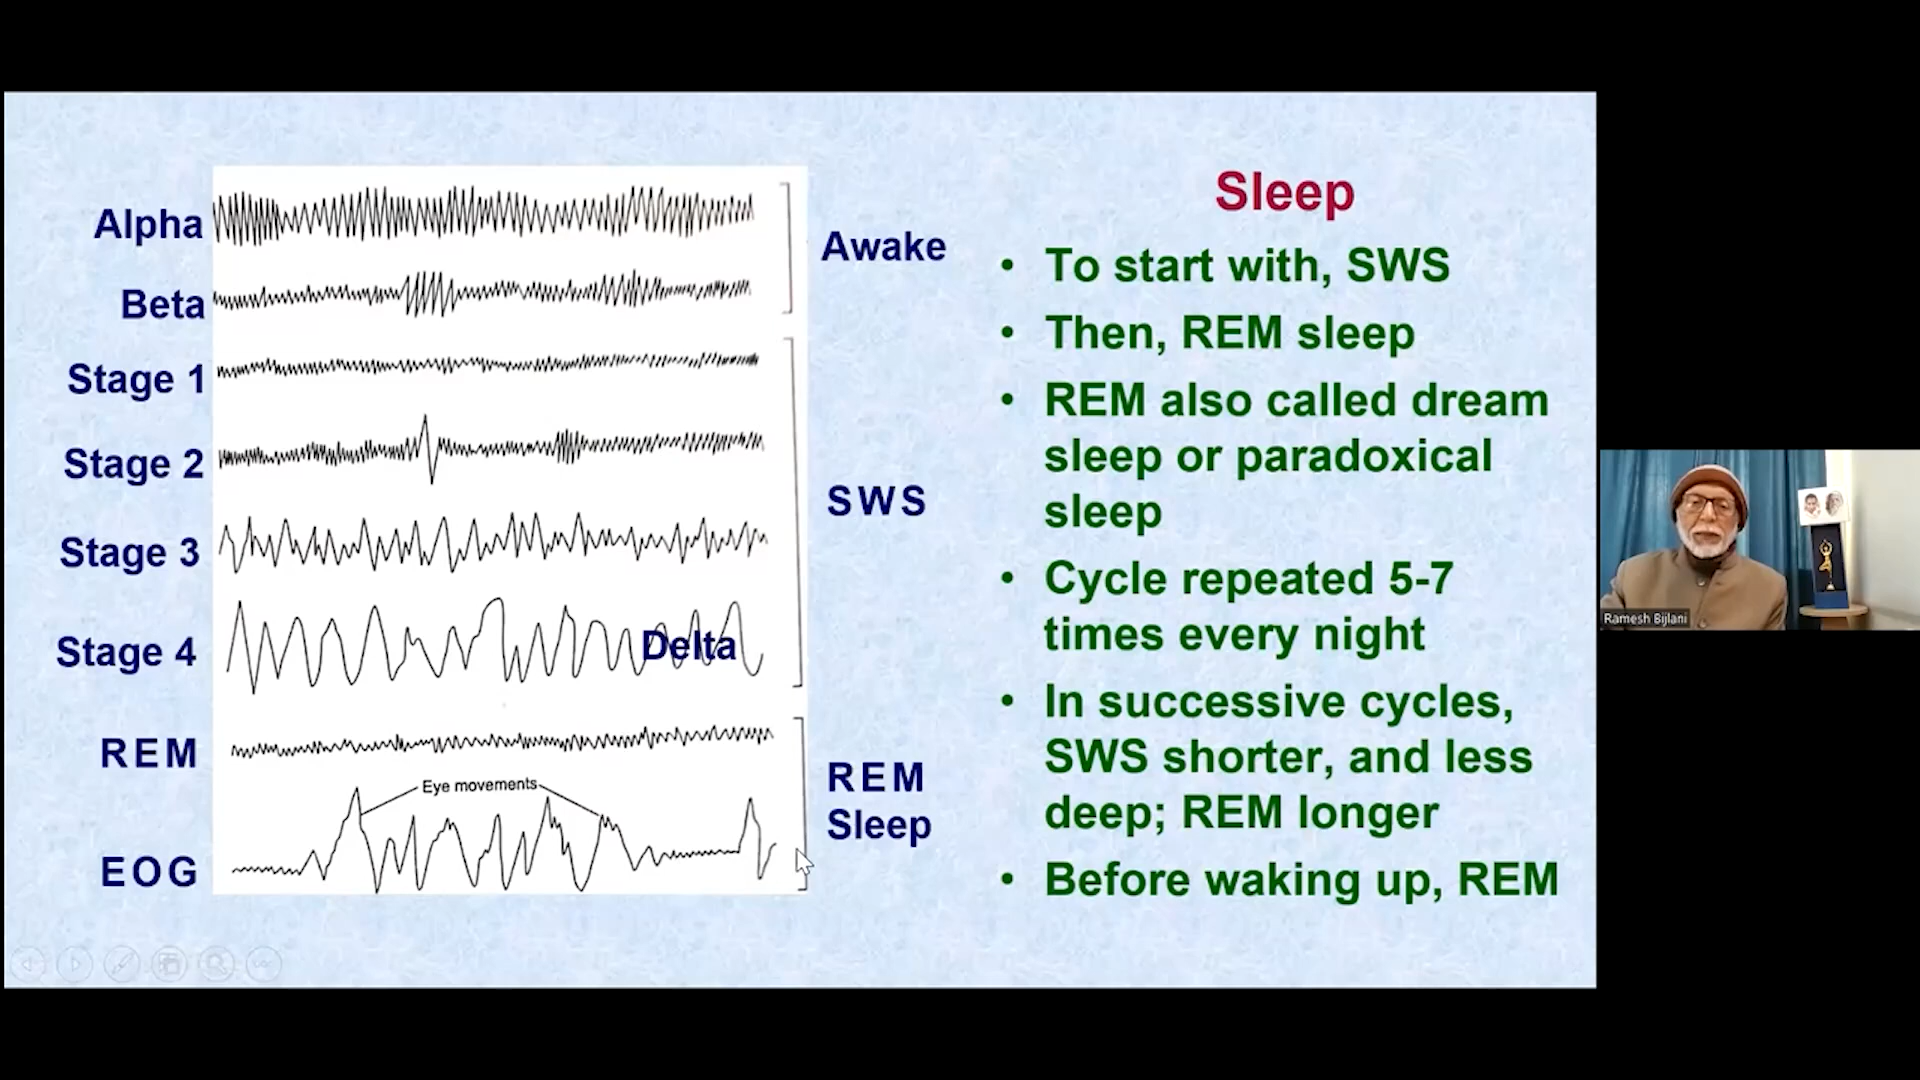 Alpha
Beta
Stage 1
Stage 2
Stage 3
Stage 4
REM
EOG
Delta
Eye movements
Awake
SWS
REM
Sleep
Sleep
• To start with, SWS
• Then, REM sleep
• REM also called dream
sleep or paradoxical
sleep
• Cycle repeated 5-7
times every night
• In successive cycles,
SWS shorter, and less
deep; REM longer
• Before waking up, REM
Ramesh Bijlani